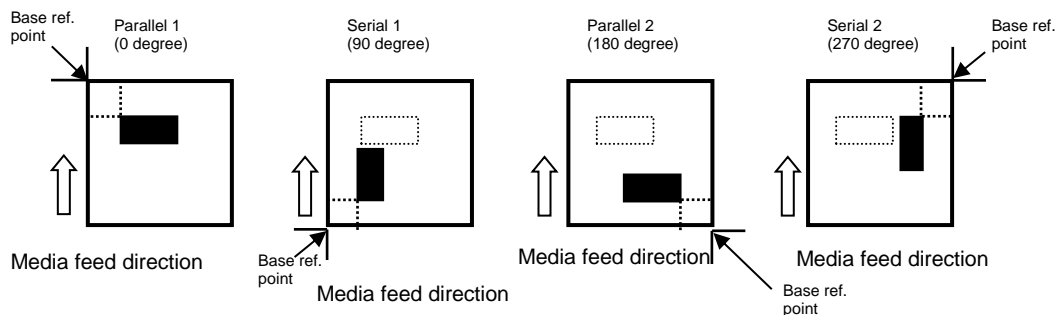 Base ref.
point
Parallel 1
(0 degree)
Serial 1
(90 degree)
Parallel 2
(180 degree)
Serial 2
(270 degree)
Base ref.
point
Media feed direction
Base ref.
point
Media feed direction
Media feed direction
Base ref.
point
Media feed direction